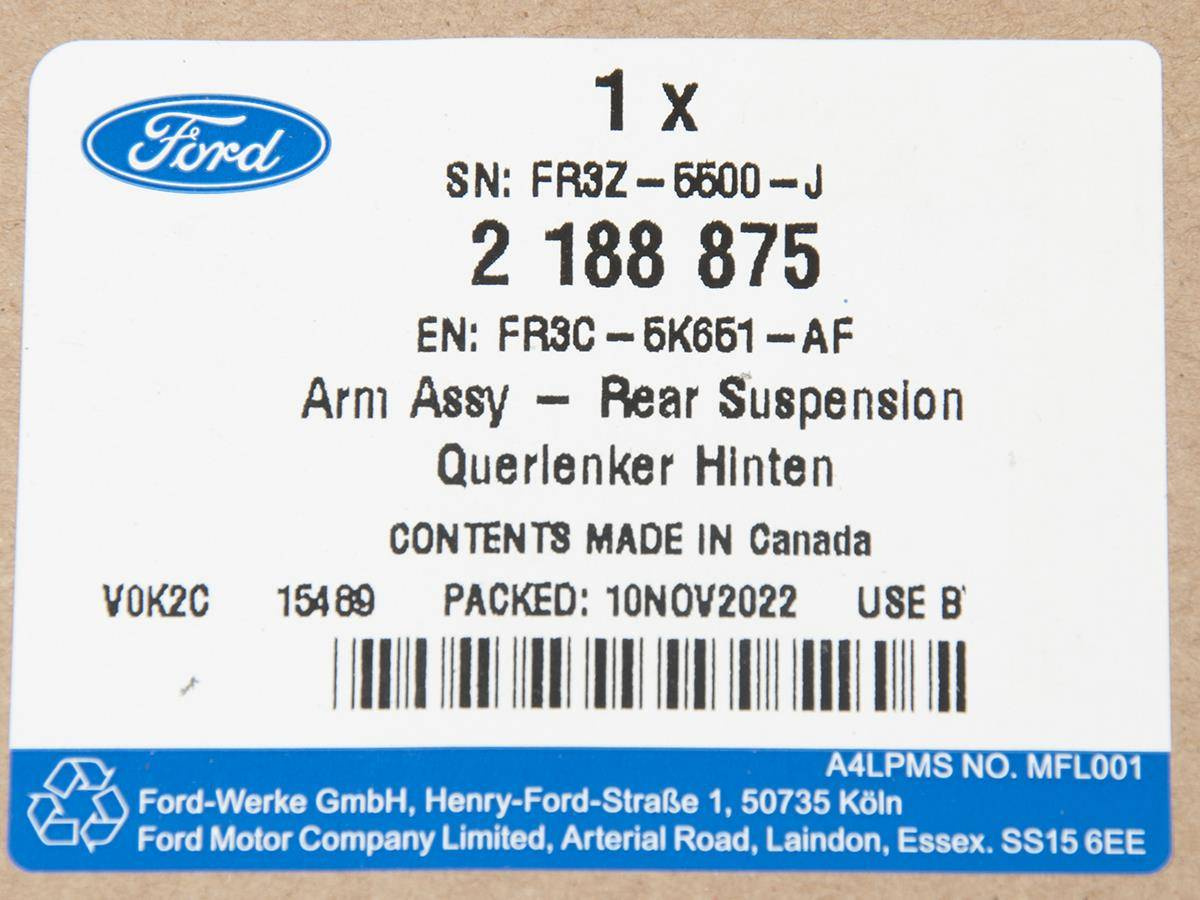 Ford
1 x
SN: FR3Z-5500-J
2 188 875
EN: FR3C-5K651-AF
Arm Assy - Rear Suspension
Querlenker Hinten
CONTENTS MADE IN Canada
V0K2C 15489 PACKED: 10NOV2022 USE B
A4LPMS NO. MFL001
Ford-Werke GmbH, Henry-Ford-Straße 1, 50735 Köln
Ford Motor Company Limited, Arterial Road, Laindon, Essex. SS15 6EE